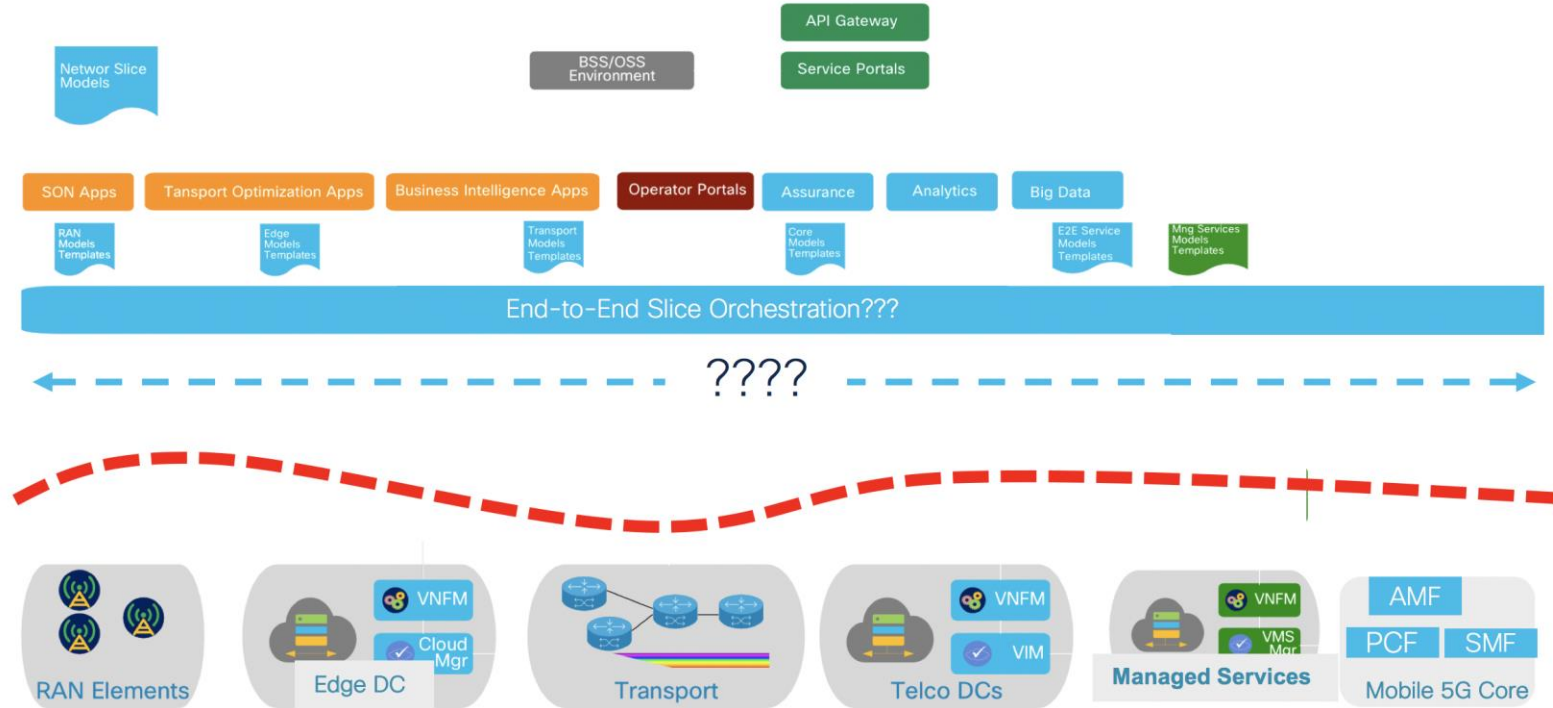 API Gateway
Networ Slice
Models
BSS/OSS
Environment
Service Portals
SON Apps
Tansport Optimization Apps
Business Intelligence Apps
Operator Portals
Assurance
Analytics
Big Data
RAN
Models
Templates
Edge
Models
Templates
Transport
Models
Templates
Core
Models
Templates
E2E Service
Models
Templates
Mng Services
Models
Templates
End-to-End Slice Orchestration???
????
RAN Elements
VNFM
Cloud
Mgr
Edge DC
Transport
VNFM
VIM
Telco DCs
VNFM
VMS
Mgr
Managed Services
AMF
PCF
SMF
Mobile 5G Core